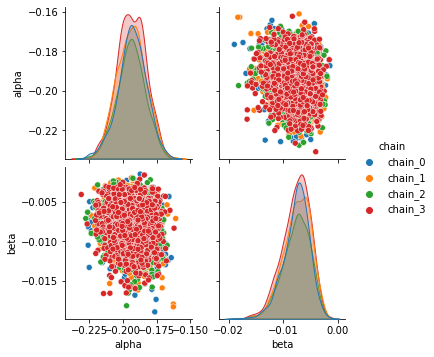 −0.16
−0.18
−0.20
−0.22
alpha
−0.005
−0.010
−0.015
beta
−0.225
−0.200
−0.175
−0.150
alpha
−0.02
−0.01
0.00
beta
chain
chain_0
chain_1
chain_2
chain_3